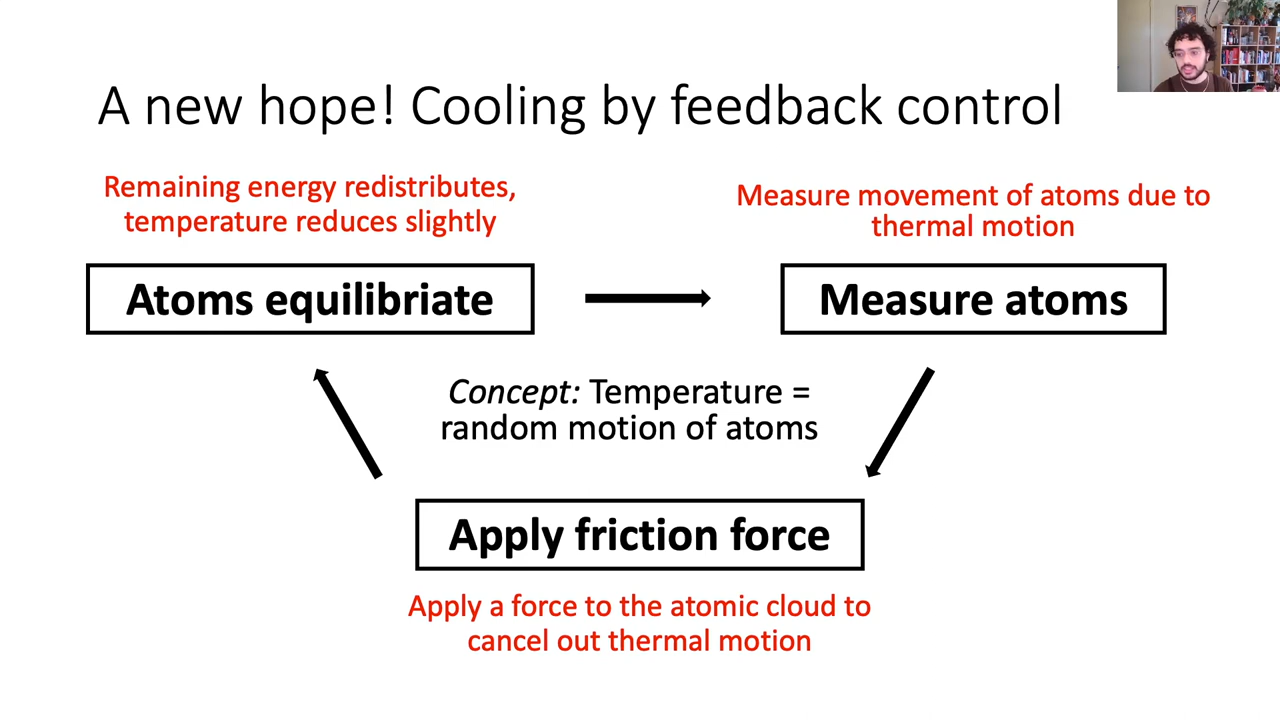 A new hope! Cooling by feedback control
Remaining energy redistributes,
temperature reduces slightly
Measure movement of atoms due to
thermal motion
Atoms equilibriate
Measure atoms
Concept: Temperature =
random motion of atoms
Apply friction force
Apply a force to the atomic cloud to
cancel out thermal motion